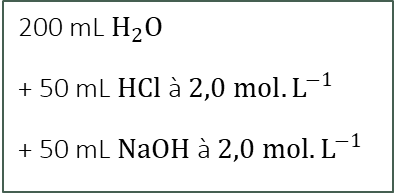 200 mL H₂O
+ 50 mL HCl à 2,0 mol.L⁻¹
+ 50 mL NaOH à 2,0 mol.L⁻¹